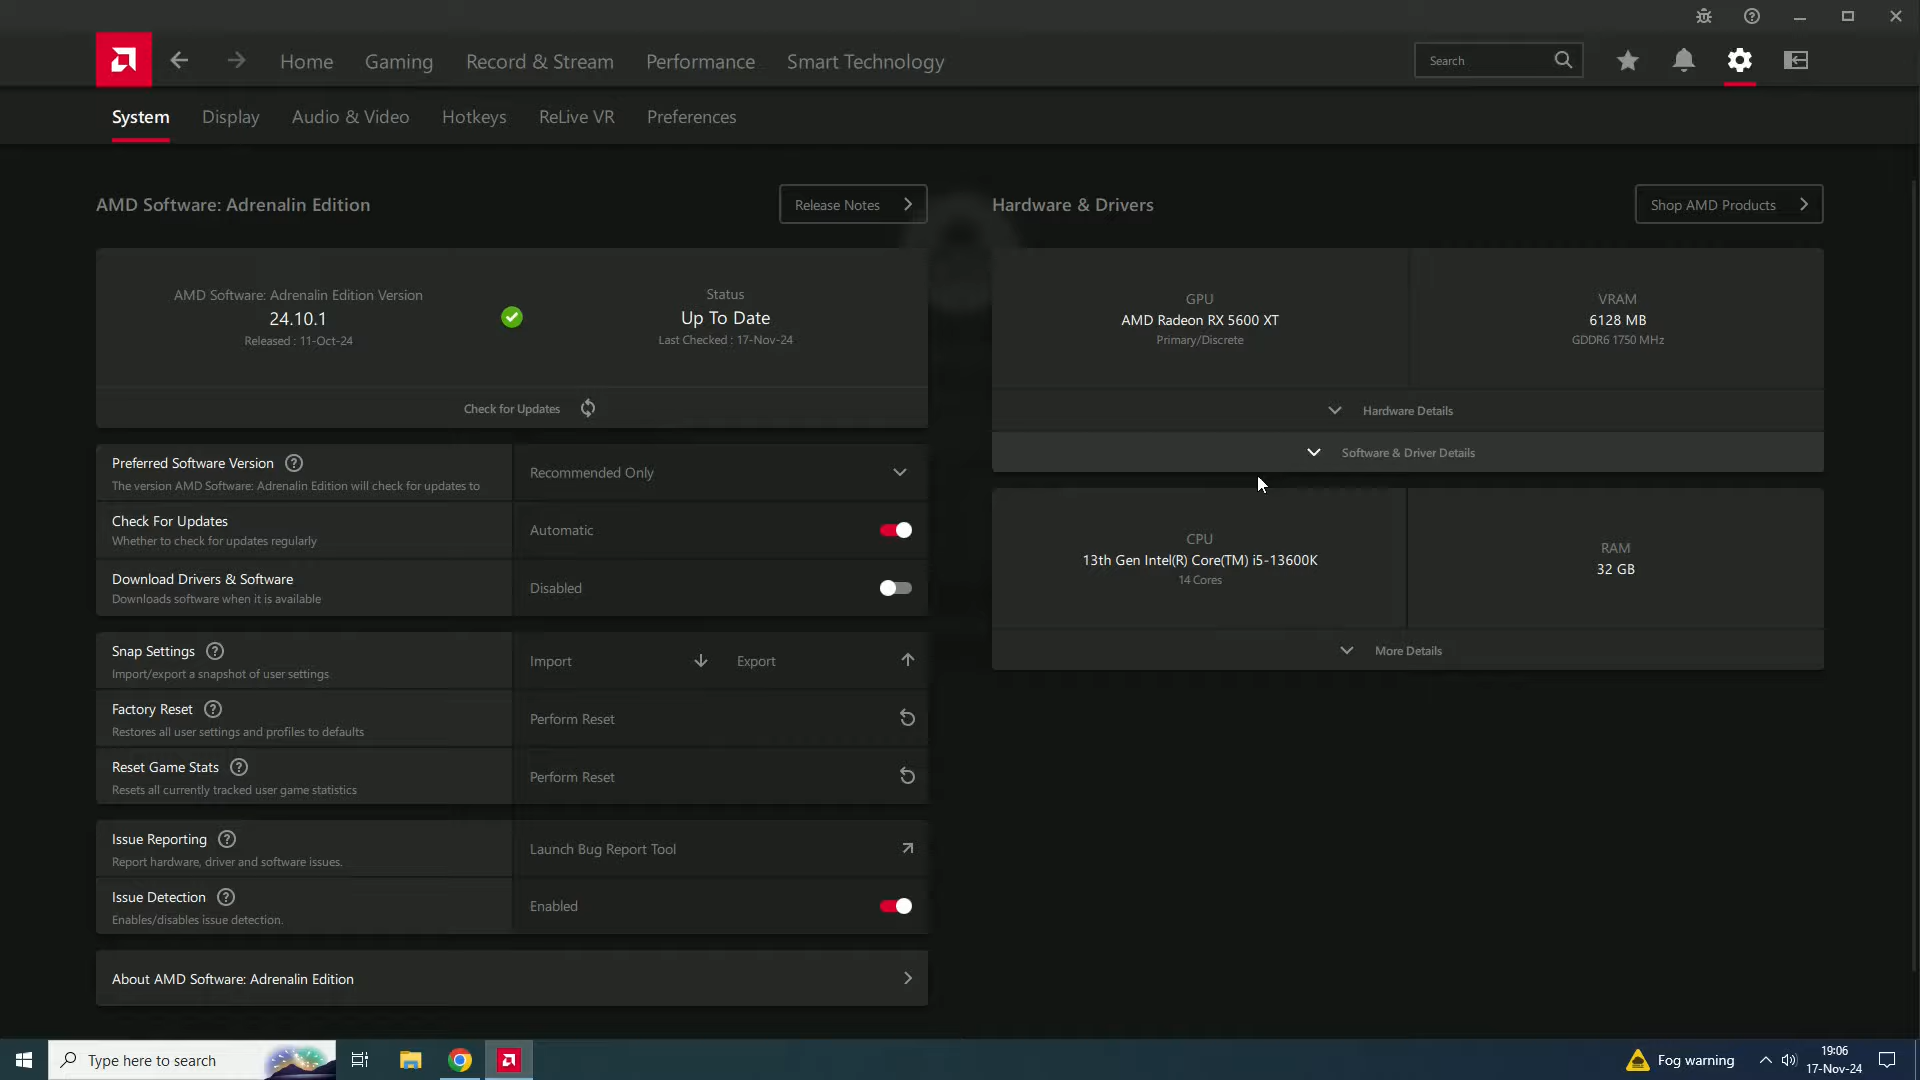 Home
Gaming
Record & Stream
Performance
Smart Technology
Search
System
Display
Audio & Video
Hotkeys
ReLive VR
Preferences
AMD Software: Adrenalin Edition
Release Notes
AMD Software: Adrenalin Edition Version
24.10.1
Released : 11-Oct-24
Status
Up To Date
Last Checked : 17-Nov-24
Check for Updates
Preferred Software Version
The version AMD Software: Adrenalin Edition will check for updates to
Recommended Only
Check For Updates
Whether to check for updates regularly
Automatic
Download Drivers & Software
Downloads software when it is available
Disabled
Snap Settings
Import/export a snapshot of user settings
Import
Export
Factory Reset
Restores all user settings and profiles to defaults
Perform Reset
Reset Game Stats
Resets all currently tracked user game statistics
Perform Reset
Issue Reporting
Report hardware, driver and software issues.
Launch Bug Report Tool
Issue Detection
Enables/disables issue detection.
Enabled
About AMD Software: Adrenalin Edition
Hardware & Drivers
Shop AMD Products
GPU
AMD Radeon RX 5600 XT
Primary/Discrete
VRAM
6128 MB
GDDR6 1750 MHz
Hardware Details
Software & Driver Details
CPU
13th Gen Intel(R) Core(TM) i5-13600K
14 Cores
RAM
32 GB
More Details
Type here to search
Fog warning
19:06
17-Nov-24